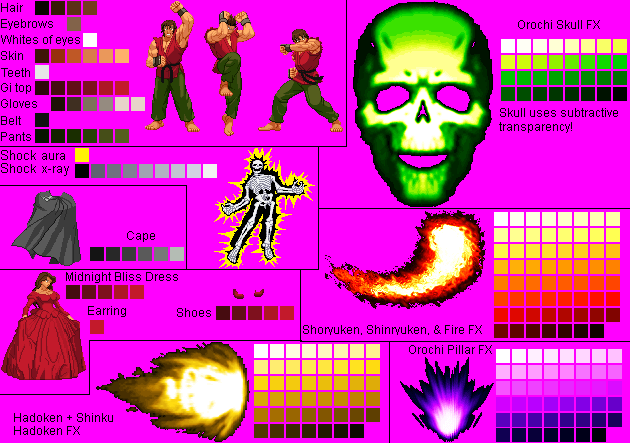 Hair
Eyebrows
Whites of eyes
Skin
Teeth
Gi top
Gloves
Belt
Pants
Orochi Skull FX
Skull uses subtractive
transparency!
Shock aura
Shock x-ray
Cape
Midnight Bliss Dress
Earring
Shoes
Shoryuken, Shinryuken, & Fire FX
Hadoken + Shinku
Hadoken FX
Orochi Pillar FX